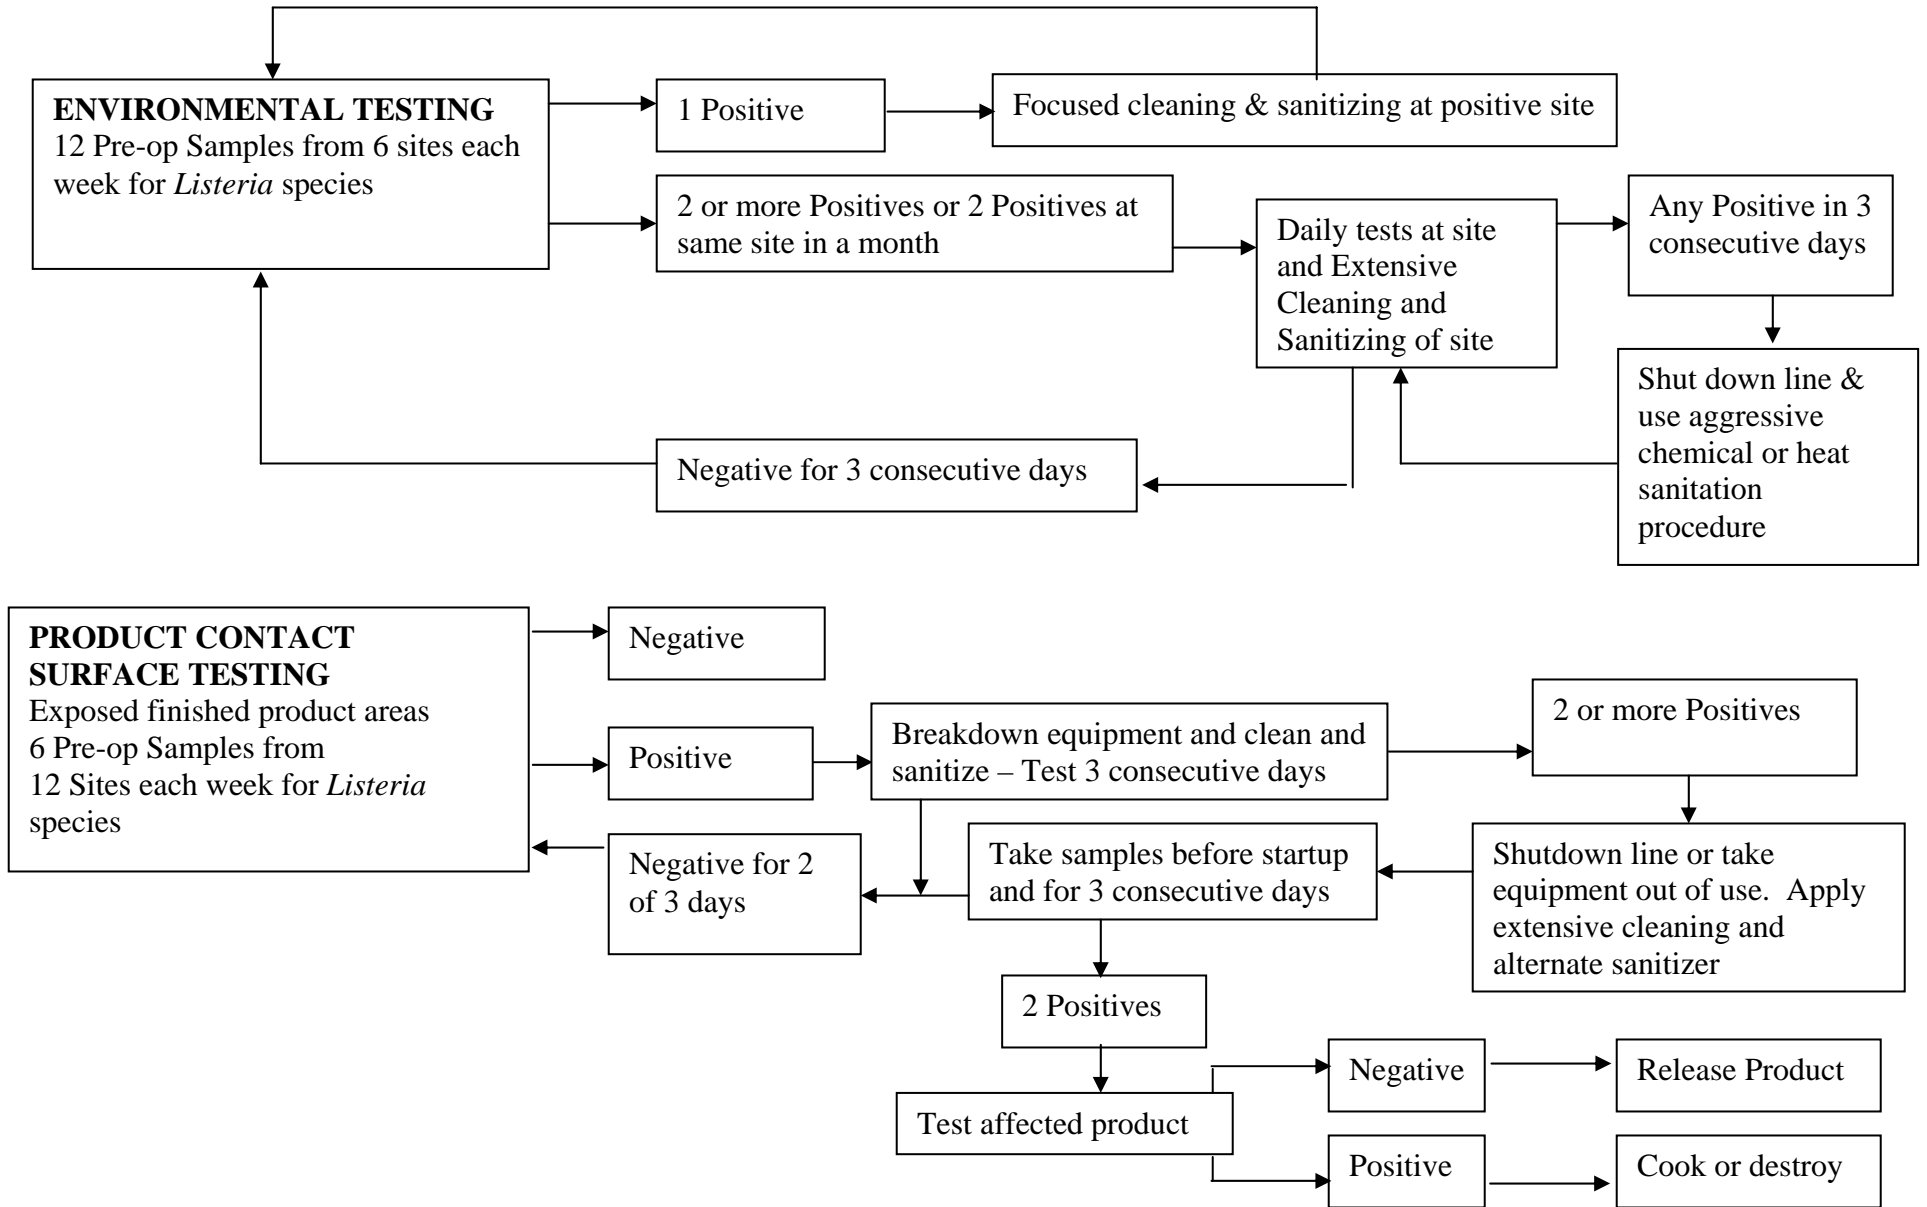 ENVIRONMENTAL TESTING
12 Pre-op Samples from 6 sites each
week for Listeria species
1 Positive
Focused cleaning & sanitizing at positive site
2 or more Positives or 2 Positives at
same site in a month
Daily tests at site
and Extensive
Cleaning and
Sanitizing of site
Any Positive in 3
consecutive days
Shut down line &
use aggressive
chemical or heat
sanitation
procedure
Negative for 3 consecutive days
PRODUCT CONTACT
SURFACE TESTING
Exposed finished product areas
6 Pre-op Samples from
12 Sites each week for Listeria
species
Negative
Positive
Breakdown equipment and clean and
sanitize – Test 3 consecutive days
2 or more Positives
Negative for 2
of 3 days
Take samples before startup
and for 3 consecutive days
Shutdown line or take
equipment out of use.  Apply
extensive cleaning and
alternate sanitizer
2 Positives
Test affected product
Negative
Release Product
Positive
Cook or destroy